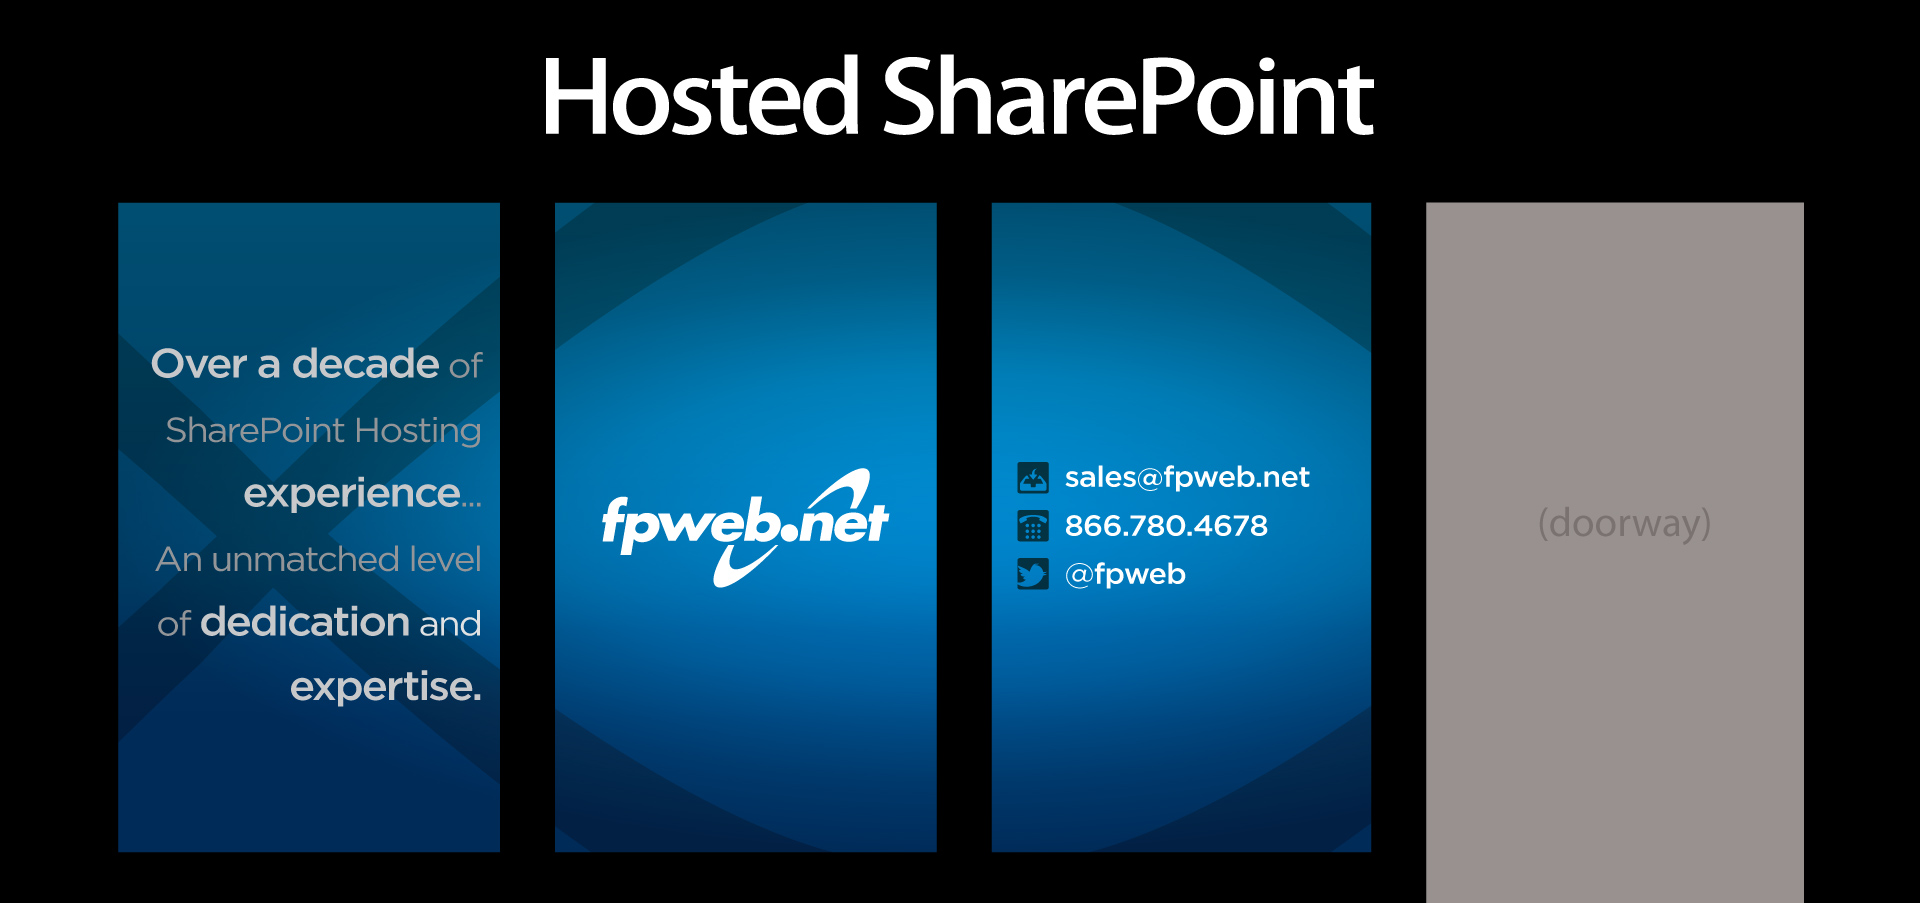 Hosted SharePoint
Over a decade of
SharePoint Hosting
experience...
An unmatched level
of dedication and
expertise.
fpweb.net
sales@fpweb.net
866.780.4678
@fpweb
(doorway)